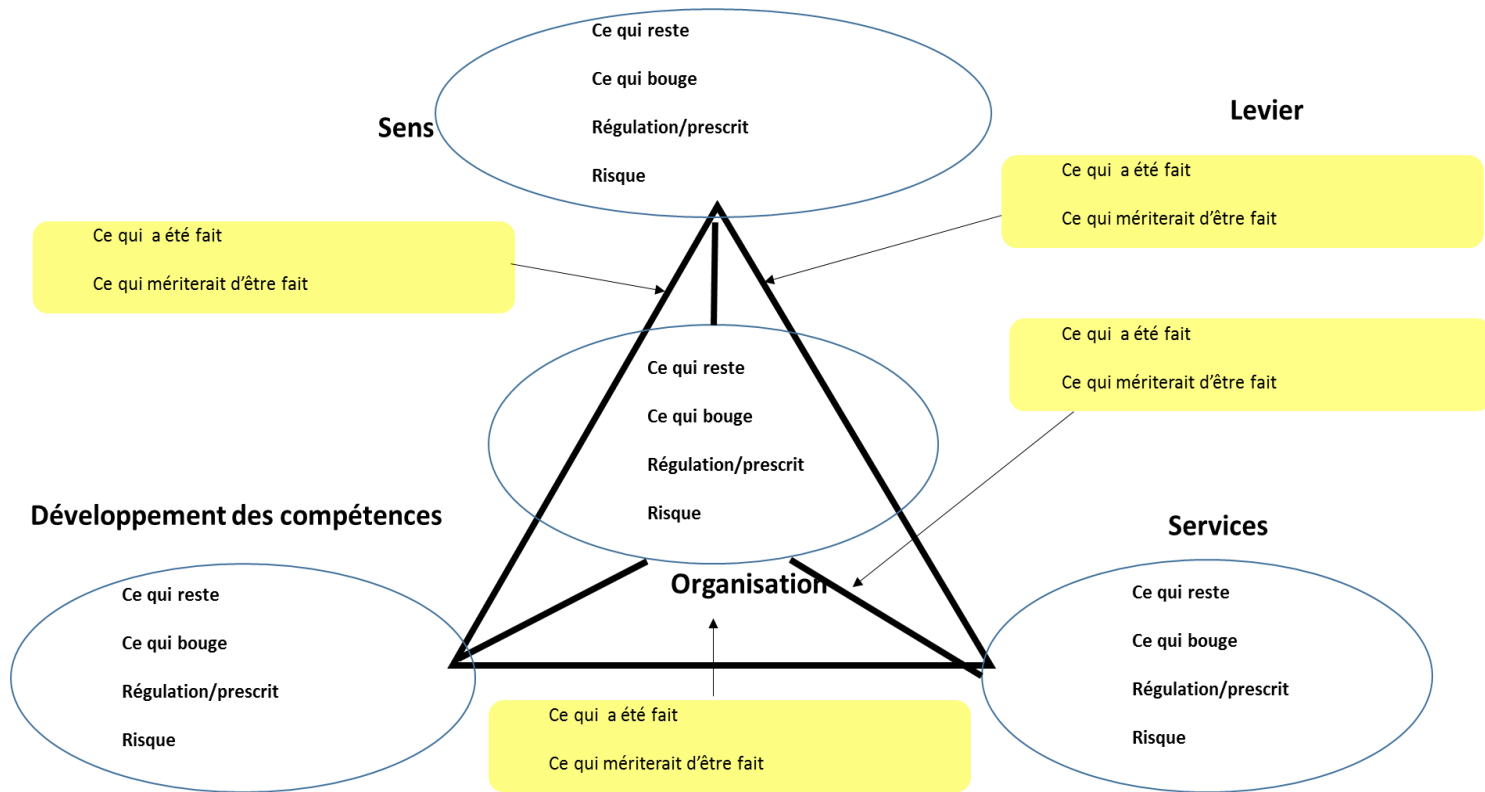 Ce qui reste
Ce qui bouge
Régulation/prescrit
Risque
Sens
Levier
Ce qui  a été fait
Ce qui mériterait d’être fait
Ce qui  a été fait
Ce qui mériterait d’être fait
Ce qui  a été fait
Ce qui mériterait d’être fait
Ce qui reste
Ce qui bouge
Régulation/prescrit
Risque
Organisation
Développement des compétences
Ce qui reste
Ce qui bouge
Régulation/prescrit
Risque
Services
Ce qui reste
Ce qui bouge
Régulation/prescrit
Risque
Ce qui  a été fait
Ce qui mériterait d’être fait